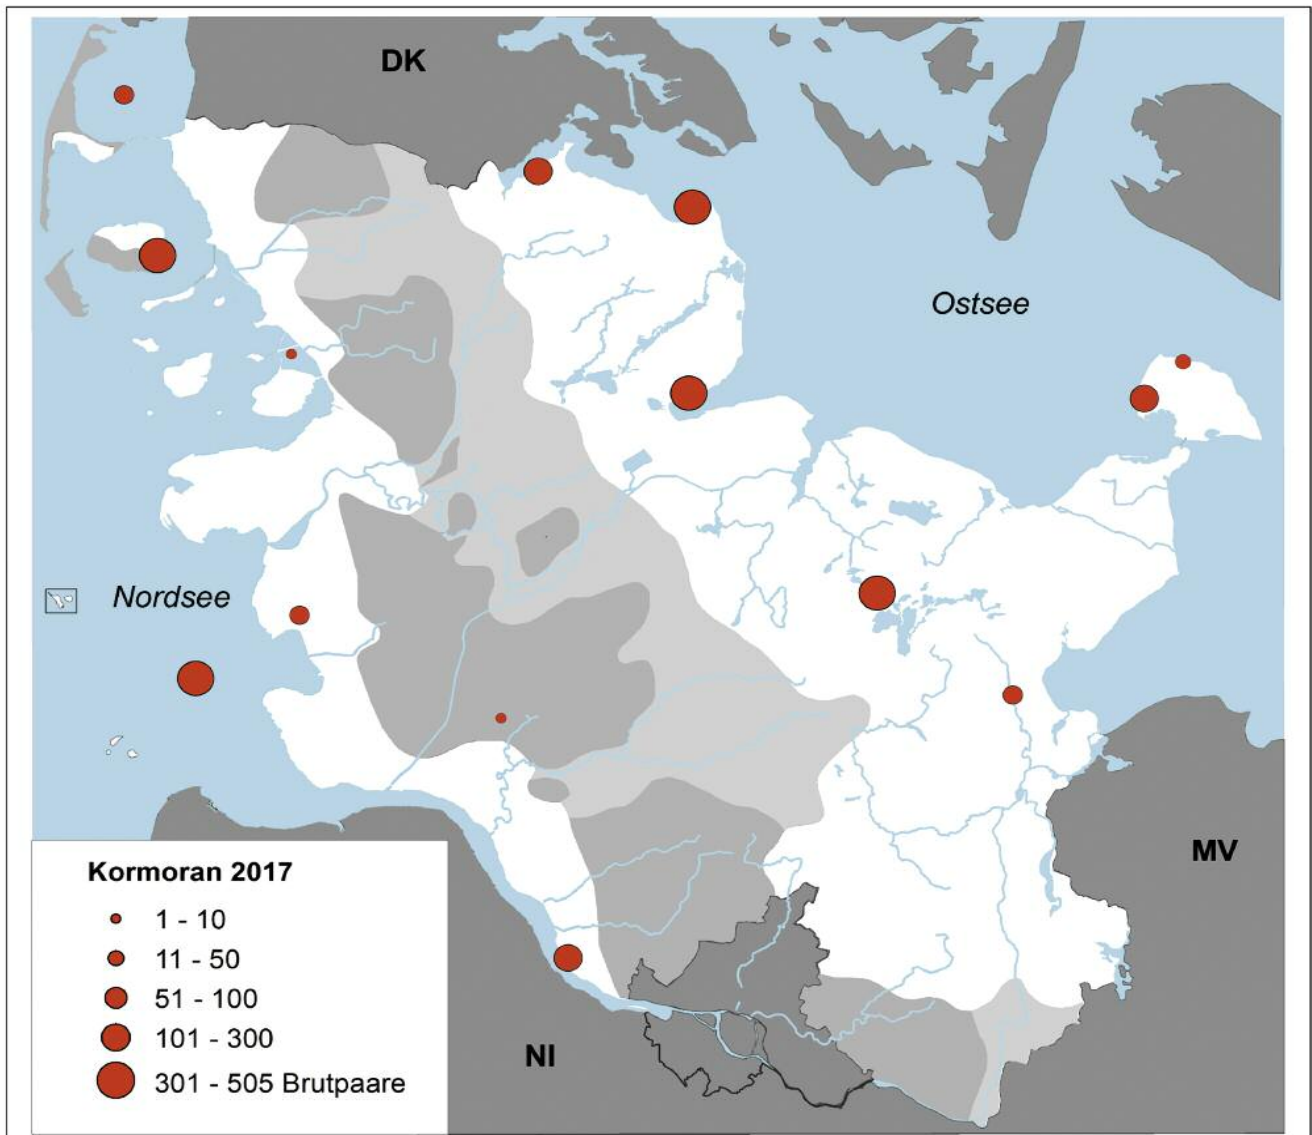 DK
Ostsee
Nordsee
MV
Kormoran 2017
1 - 10
11 - 50
51 - 100
101 - 300
301 - 505 Brutpaare
NI